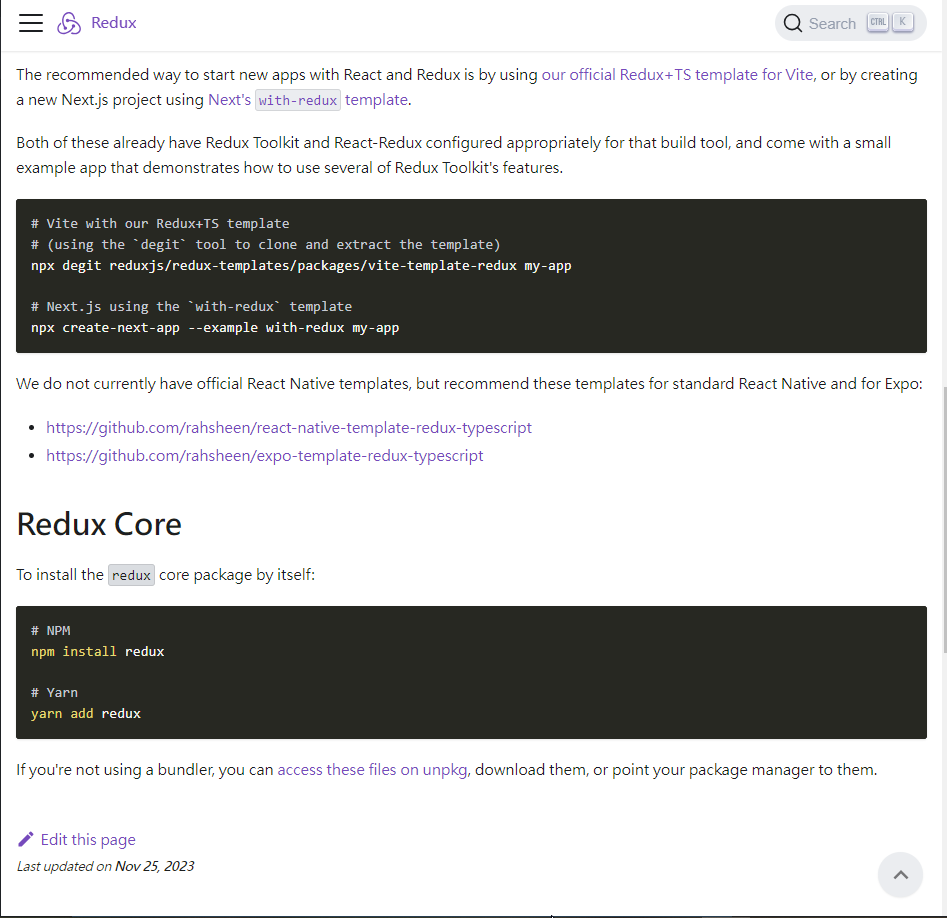 Redux
Search CTRL K
The recommended way to start new apps with React and Redux is by using our official Redux+TS template for Vite, or by creating
a new Next.js project using Next's with-redux template.
Both of these already have Redux Toolkit and React-Redux configured appropriately for that build tool, and come with a small
example app that demonstrates how to use several of Redux Toolkit's features.
# Vite with our Redux+TS template
# (using the `degit` tool to clone and extract the template)
npx degit reduxjs/redux-templates/packages/vite-template-redux my-app
# Next.js using the `with-redux` template
npx create-next-app --example with-redux my-app
We do not currently have official React Native templates, but recommend these templates for standard React Native and for Expo:
• https://github.com/rahsheen/react-native-template-redux-typescript
• https://github.com/rahsheen/expo-template-redux-typescript
Redux Core
To install the redux core package by itself:
# NPM
npm install redux
# Yarn
yarn add redux
If you're not using a bundler, you can access these files on unpkg, download them, or point your package manager to them.
Edit this page
Last updated on Nov 25, 2023